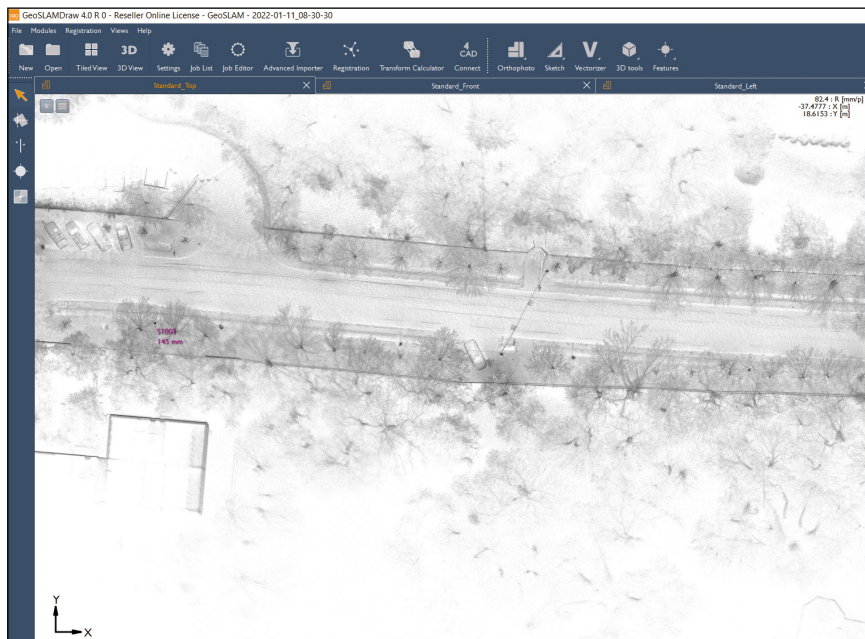 GeoSLAMDraw 4.0 R 0 - Reseller Online License - GeoSLAM - 2022-01-11_08-30-30
File Modules Registration Views Help
3D 4 CAD V
New Open Tiled View 3D View Settings Job List Job Editor Advanced Importer Registration Transform Calculator Connect Orthophoto Sketch Vectorizer 3D tools Features
Standard_Top Standard_Front Standard_Left
82.4 : R [mm/p]
-37.4777 : X [m]
18.6153 : Y [m]
S1003
145 mm
Y
X